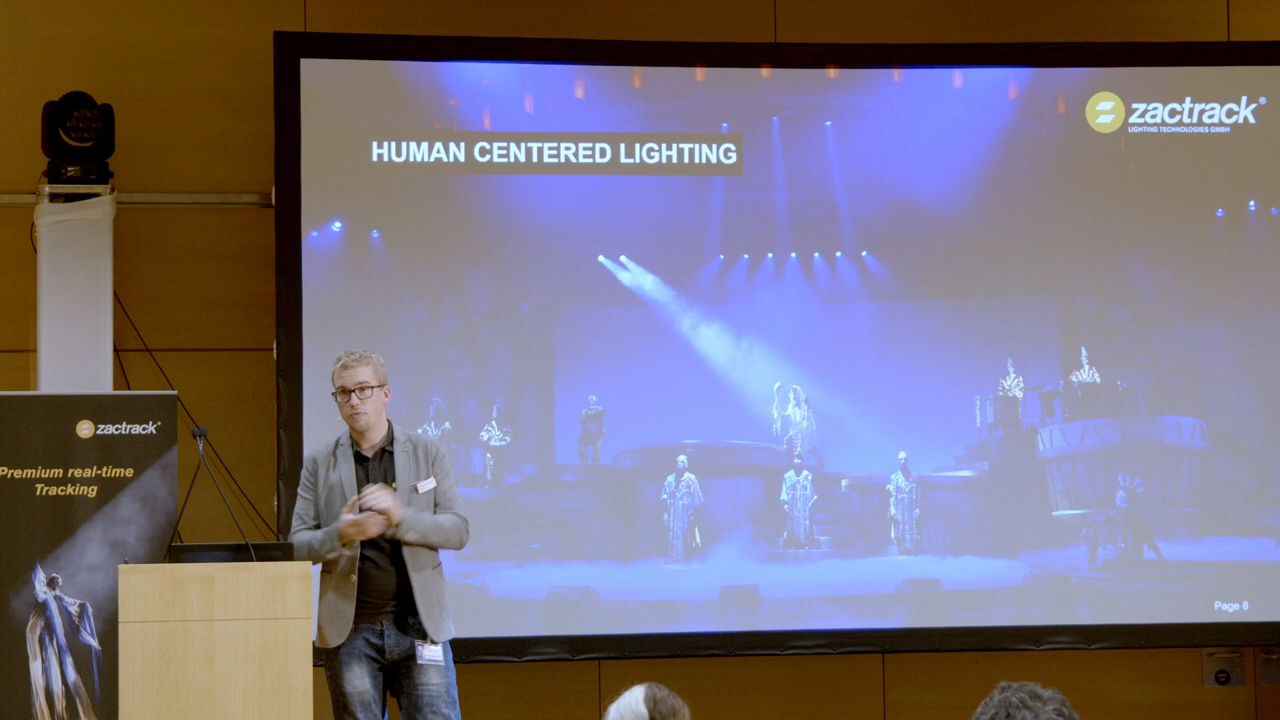 zactrack®
LIGHTING TECHNOLOGIES GMBH
HUMAN CENTERED LIGHTING
zactrack®
Premium real-time
Tracking
Page 8